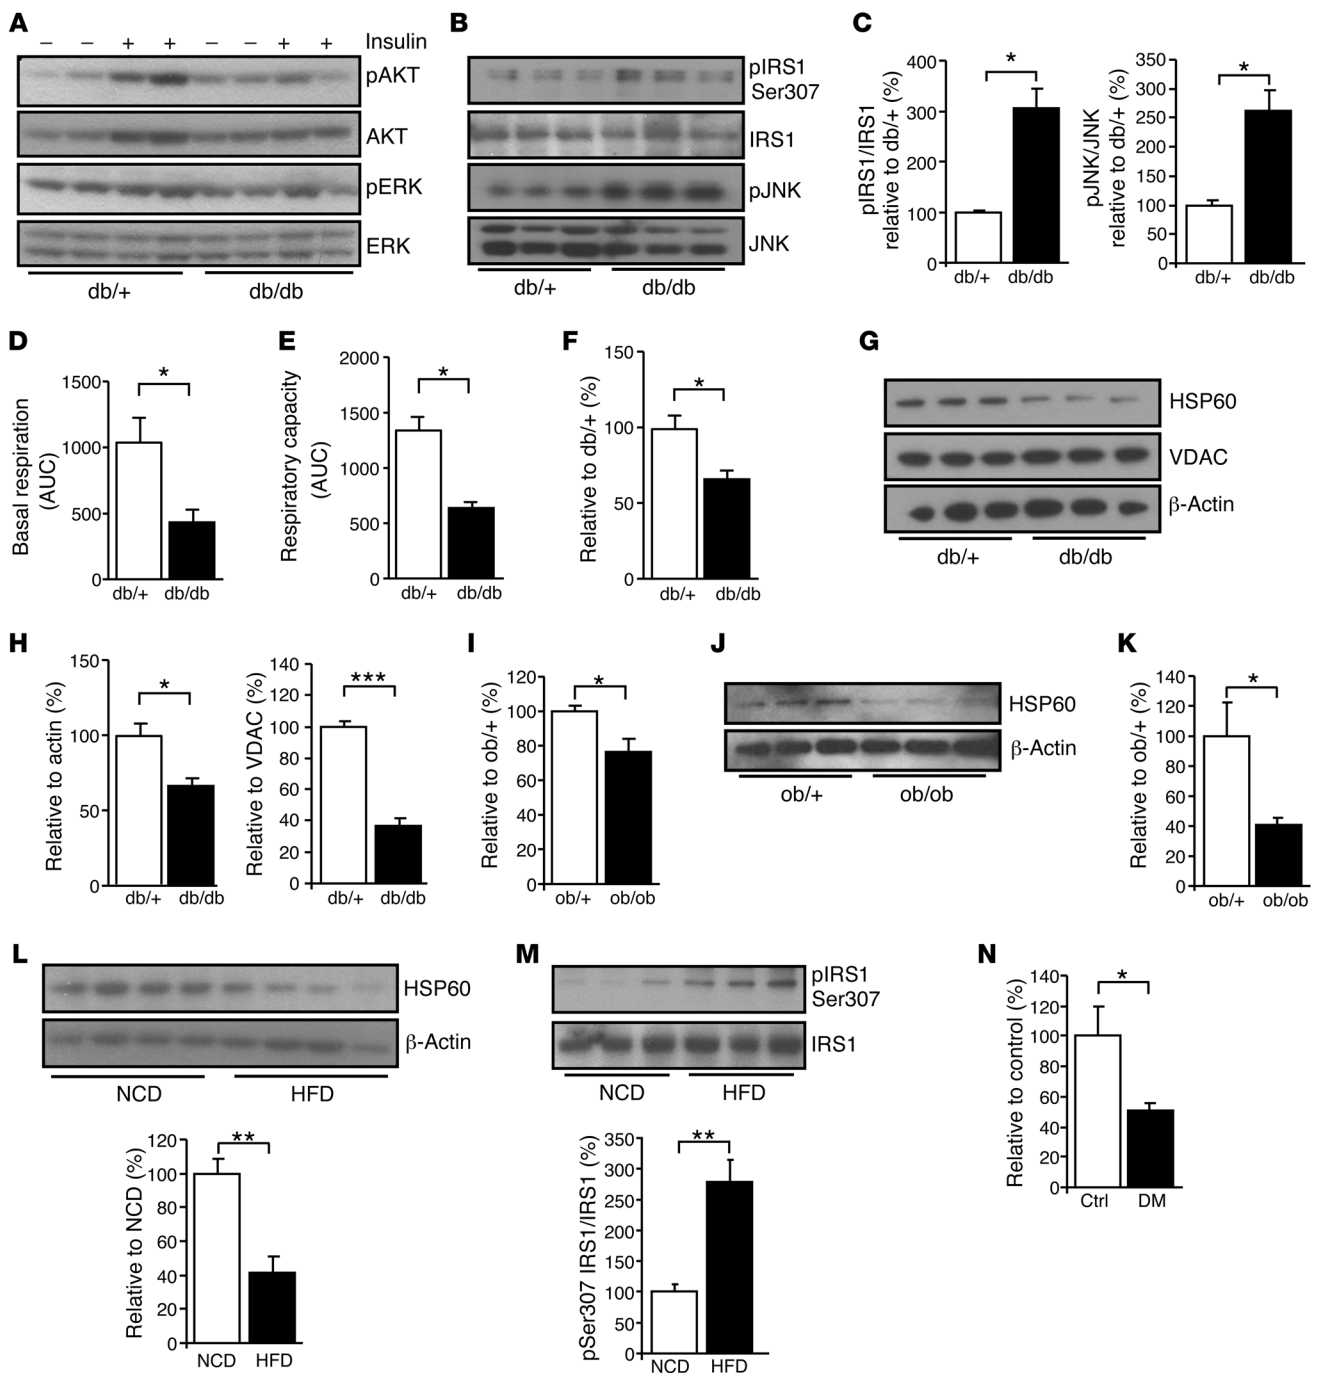 A
− − + + − − + + Insulin
pAKT
AKT
pERK
ERK
db/+ db/db
B
pIRS1
Ser307
IRS1
pJNK
JNK
db/+ db/db
C
pIRS1/IRS1
relative to db/+ (%)
400
300
200
100
0
*
db/+ db/db
pJNK/JNK
relative to db/+ (%)
350
300
250
200
150
100
50
0
*
db/+ db/db
D
Basal respiration
(AUC)
1500
1000
500
0
*
db/+ db/db
E
Respiratory capacity
(AUC)
2000
1500
1000
500
0
*
db/+ db/db
F
Relative to db/+ (%)
150
100
50
0
*
db/+ db/db
G
HSP60
VDAC
β-Actin
db/+ db/db
H
Relative to actin (%)
150
100
50
0
*
db/+ db/db
Relative to VDAC (%)
140
120
100
80
60
40
20
0
***
db/+ db/db
I
Relative to ob/+ (%)
120
100
80
60
40
20
0
*
ob/+ ob/ob
J
HSP60
β-Actin
ob/+ ob/ob
K
Relative to ob/+ (%)
140
120
100
80
60
40
20
0
*
ob/+ ob/ob
L
HSP60
β-Actin
NCD HFD
Relative to NCD (%)
120
100
80
60
40
20
0
**
NCD HFD
M
pIRS1
Ser307
IRS1
NCD HFD
pSer307 IRS1/IRS1 (%)
350
300
250
200
150
100
50
0
**
NCD HFD
N
Relative to control (%)
140
120
100
80
60
40
20
0
*
Ctrl DM